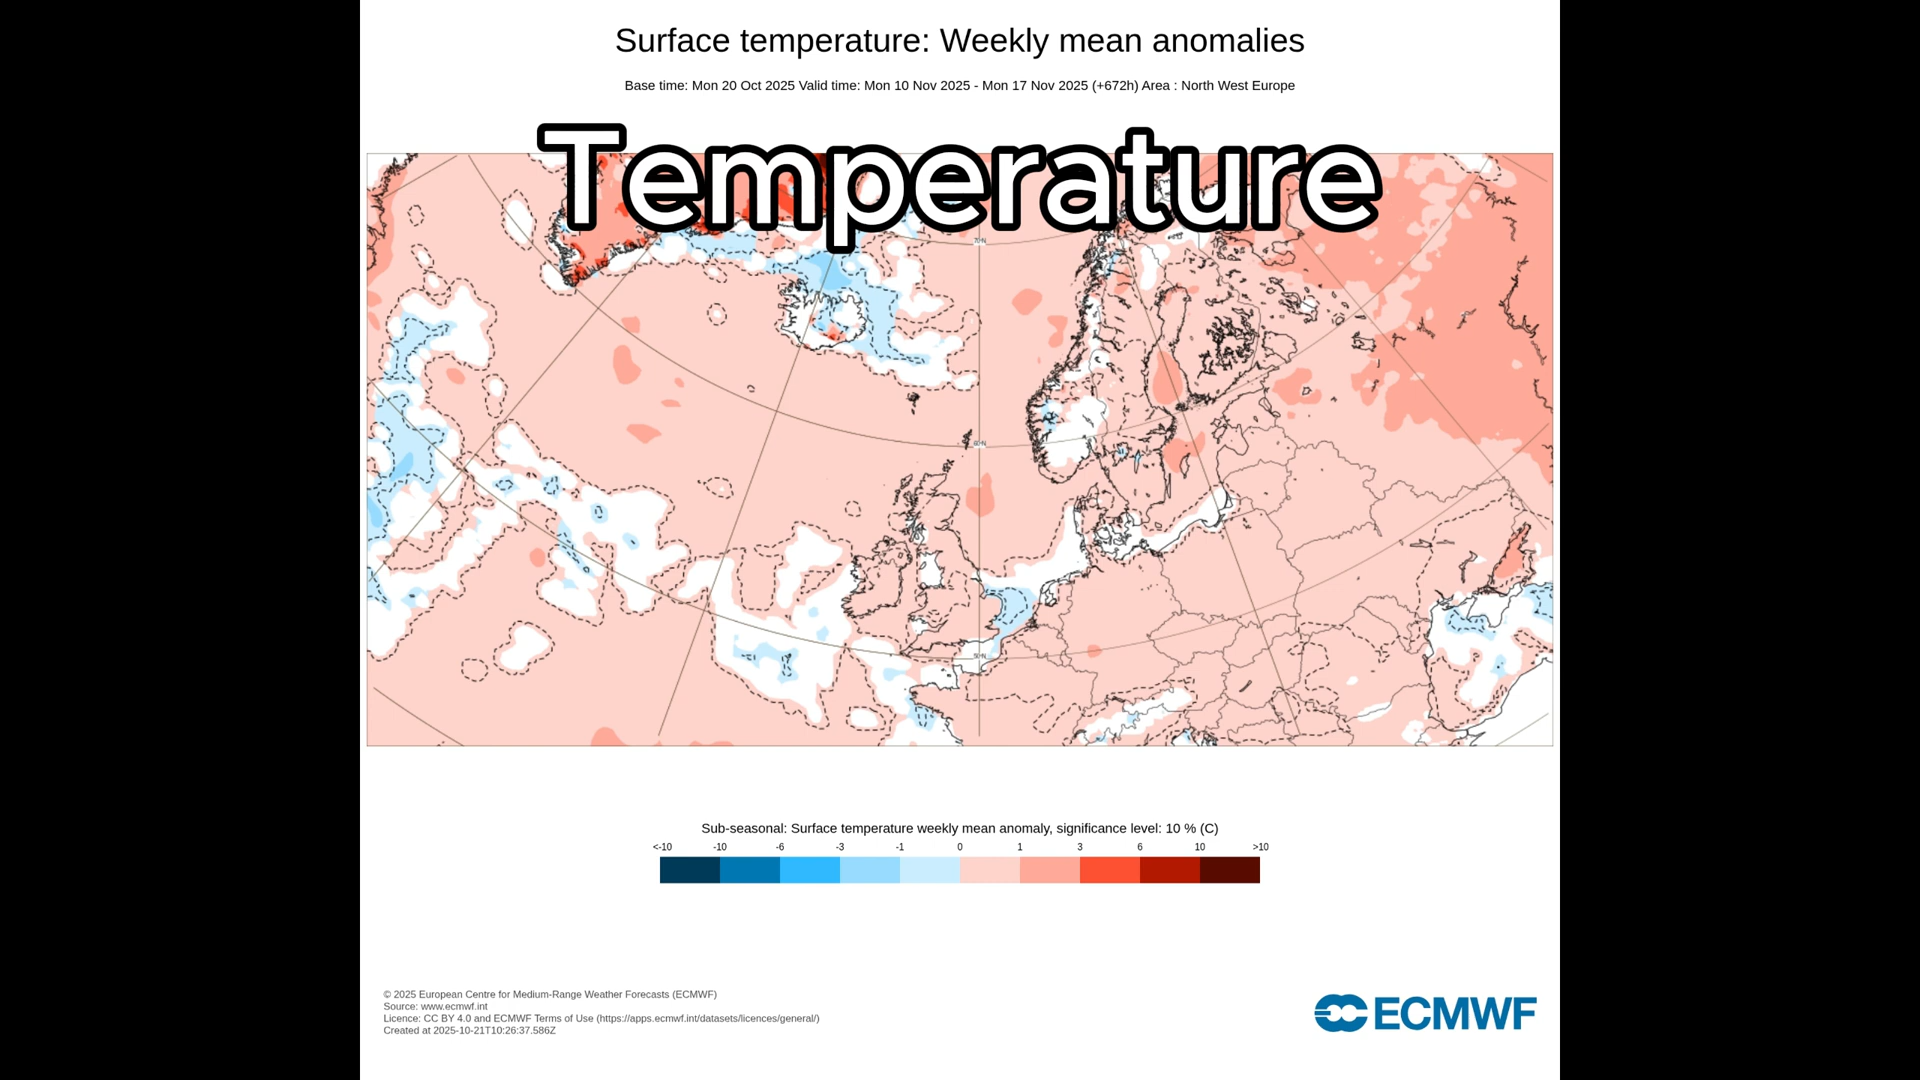 Surface temperature: Weekly mean anomalies
Base time: Mon 20 Oct 2025 Valid time: Mon 10 Nov 2025 - Mon 17 Nov 2025 (+672h) Area : North West Europe
Temperature
70°N
60°N
50°N
Sub-seasonal: Surface temperature weekly mean anomaly, significance level: 10 % (C)
<-10 -10 -6 -3 -1 0 1 3 6 10 >10
© 2025 European Centre for Medium-Range Weather Forecasts (ECMWF)
Source: www.ecmwf.int
Licence: CC BY 4.0 and ECMWF Terms of Use (https://apps.ecmwf.int/datasets/licences/general/)
Created at 2025-10-21T10:26:37.586Z
ECMWF